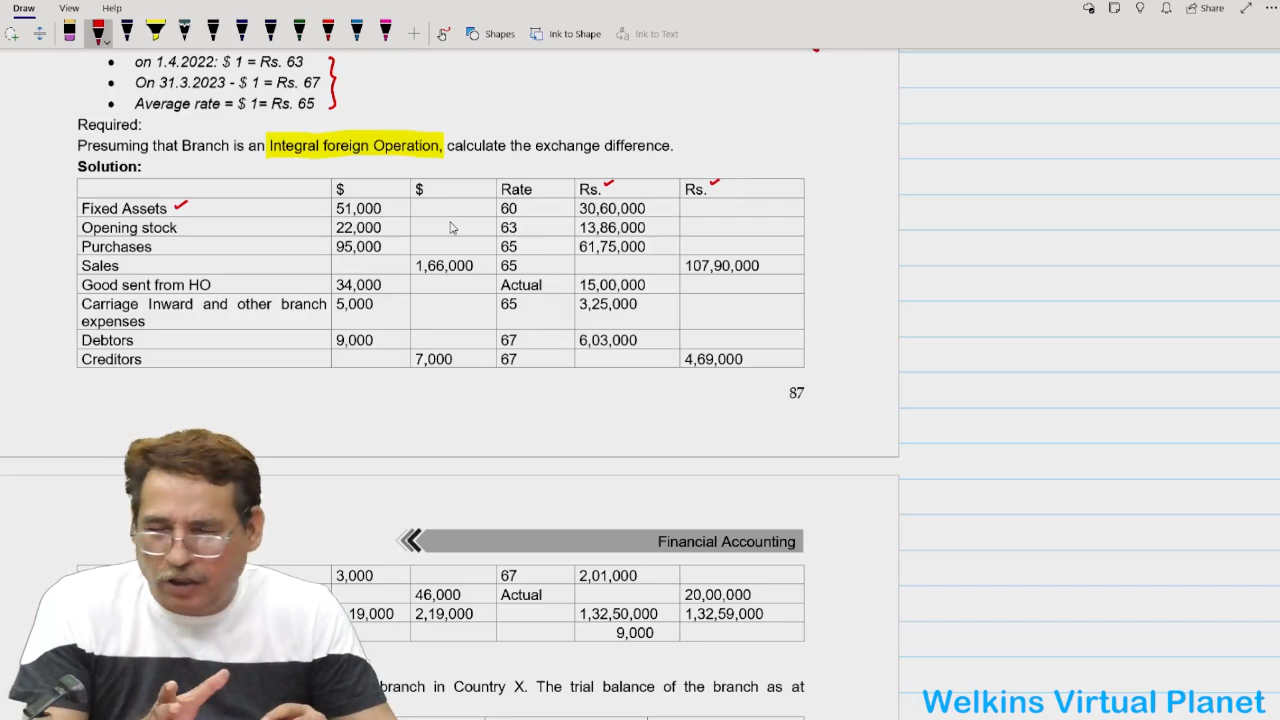 Draw View Help
Shapes Ink to Shape Ink to Text Share
• on 1.4.2022: $ 1 = Rs. 63
• On 31.3.2023 - $ 1 = Rs. 67
• Average rate = $ 1= Rs. 65
Required:
Presuming that Branch is an Integral foreign Operation, calculate the exchange difference.
Solution:
$ $ Rate Rs. Rs.
Fixed Assets 51,000 60 30,60,000
Opening stock 22,000 63 13,86,000
Purchases 95,000 65 61,75,000
Sales 1,66,000 65 107,90,000
Good sent from HO 34,000 Actual 15,00,000
Carriage Inward and other branch 5,000 65 3,25,000
expenses
Debtors 9,000 67 6,03,000
Creditors 7,000 67 4,69,000
87
Financial Accounting
3,000 67 2,01,000
46,000 Actual 20,00,000
19,000 2,19,000 1,32,50,000 1,32,59,000
9,000
branch in Country X. The trial balance of the branch as at
Welkins Virtual Planet